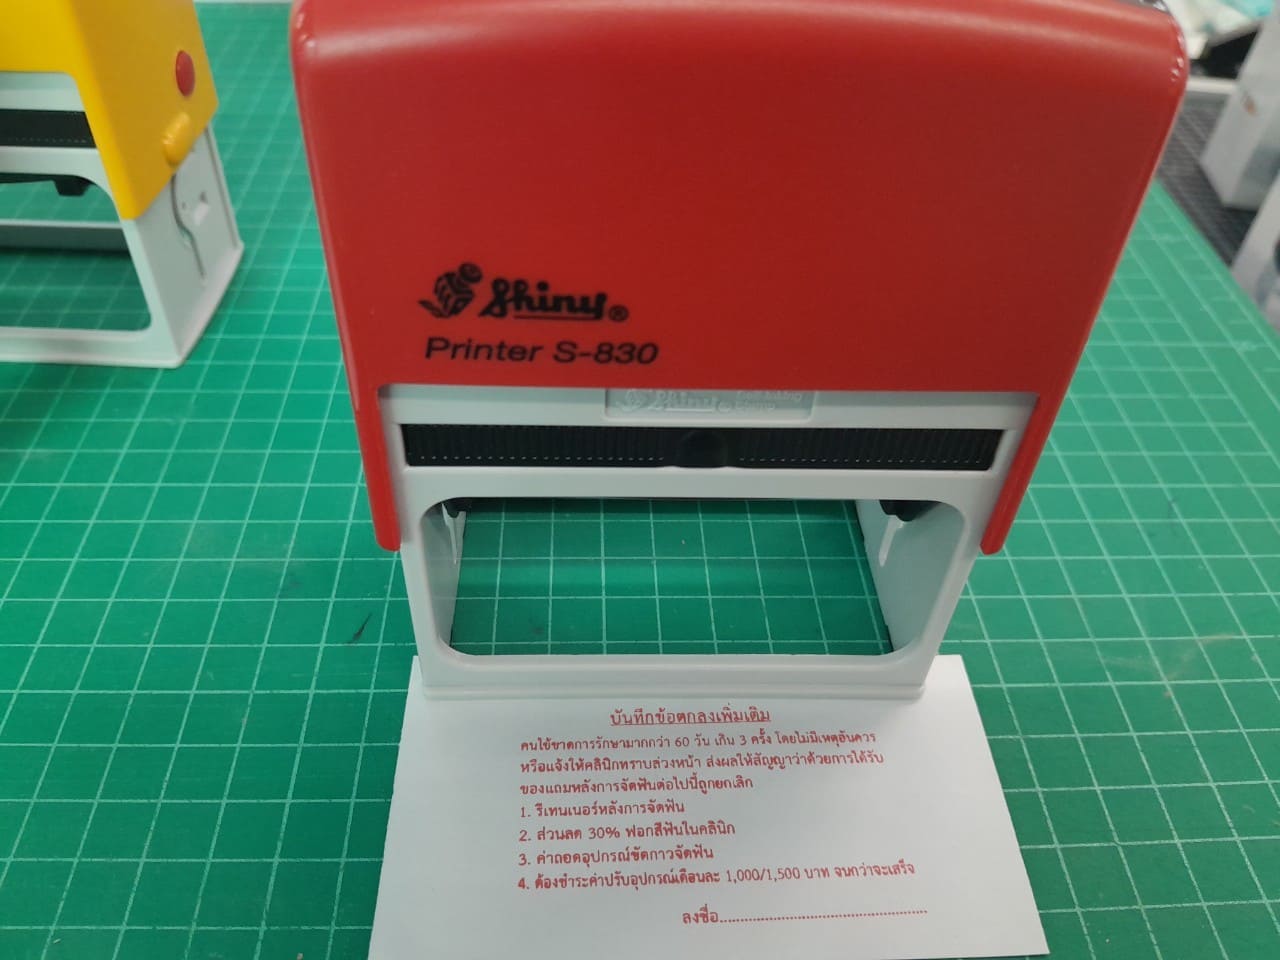 Shiny®
Printer S-830
Shiny® Self-Inking Stamp
บันทึกข้อตกลงเพิ่มเติม
คนไข้ขาดการรักษามากกว่า 60 วัน เกิน 3 ครั้ง โดยไม่มีเหตุอันควร
หรือแจ้งให้คลินิกทราบล่วงหน้า ส่งผลให้สัญญาว่าด้วยการได้รับ
ของแถมหลังการจัดฟันต่อไปนี้ถูกยกเลิก
1. รีเทนเนอร์หลังการจัดฟัน
2. ส่วนลด 30% ฟอกสีฟันในคลินิก
3. ค่าถอดอุปกรณ์ขัดกาวจัดฟัน
4. ต้องชำระค่าปรับอุปกรณ์เดือนละ 1,000/1,500 บาท จนกว่าจะเสร็จ
ลงชื่อ......................................................